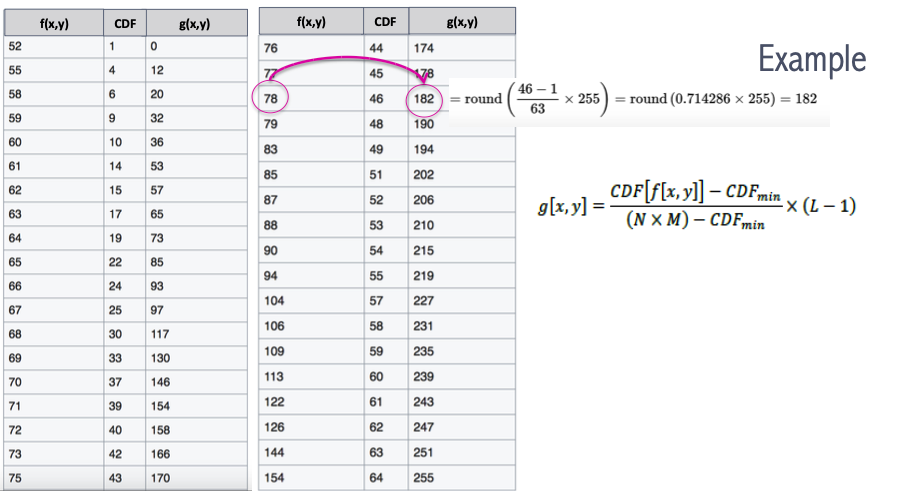 Example
f(x,y) CDF g(x,y)
52 1 0
55 4 12
58 6 20
59 9 32
60 10 36
61 14 53
62 15 57
63 17 65
64 19 73
65 22 85
66 24 93
67 25 97
68 30 117
69 33 130
70 37 146
71 39 154
72 40 158
73 42 166
75 43 170
f(x,y) CDF g(x,y)
76 44 174
77 45 178
78 46 182
79 48 190
83 49 194
85 51 202
87 52 206
88 53 210
90 54 215
94 55 219
104 57 227
106 58 231
109 59 235
113 60 239
122 61 243
126 62 247
144 63 251
154 64 255
= round ( (46 − 1)/63 × 255 ) = round (0.714286 × 255) = 182
g[x, y] = (CDF[f[x, y]] − CDF_min)/((N × M) − CDF_min) × (L − 1)